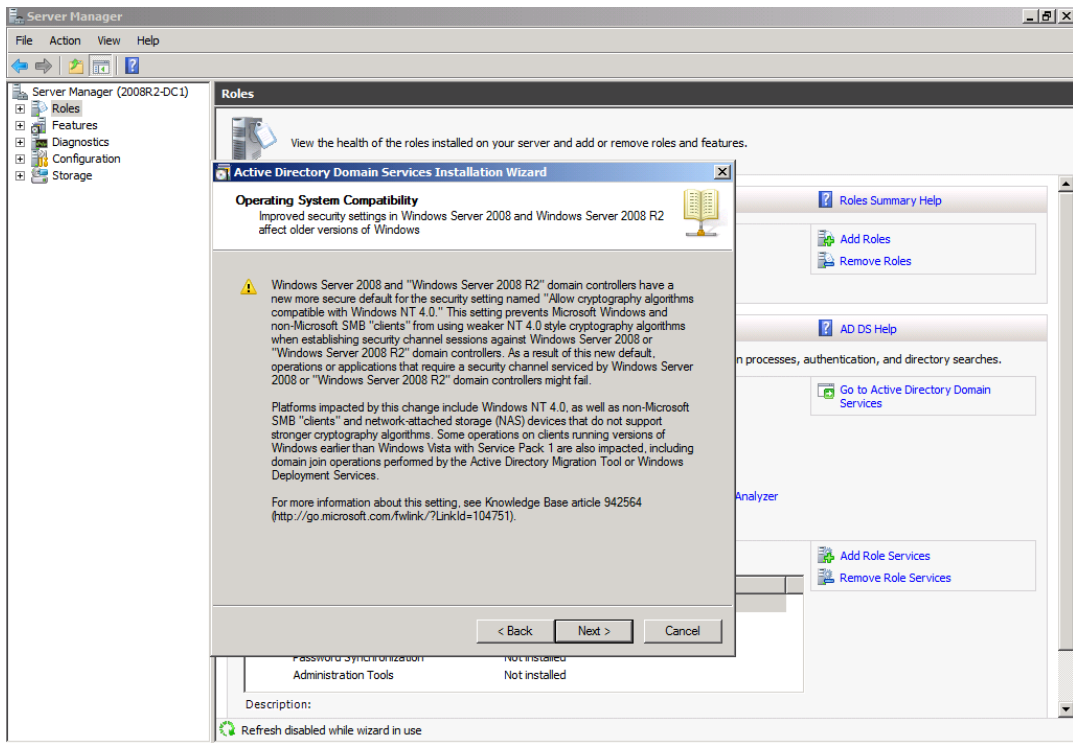 Server Manager
File Action View Help
Server Manager (2008R2-DC1)
Roles
Features
Diagnostics
Configuration
Storage
Roles
View the health of the roles installed on your server and add or remove roles and features.
Active Directory Domain Services Installation Wizard
Operating System Compatibility
Improved security settings in Windows Server 2008 and Windows Server 2008 R2
affect older versions of Windows
Windows Server 2008 and "Windows Server 2008 R2" domain controllers have a
new more secure default for the security setting named "Allow cryptography algorithms
compatible with Windows NT 4.0." This setting prevents Microsoft Windows and
non-Microsoft SMB "clients" from using weaker NT 4.0 style cryptography algorithms
when establishing security channel sessions against Windows Server 2008 or
"Windows Server 2008 R2" domain controllers. As a result of this new default,
operations or applications that require a security channel serviced by Windows Server
2008 or "Windows Server 2008 R2" domain controllers might fail.
Platforms impacted by this change include Windows NT 4.0, as well as non-Microsoft
SMB "clients" and network-attached storage (NAS) devices that do not support
stronger cryptography algorithms. Some operations on clients running versions of
Windows earlier than Windows Vista with Service Pack 1 are also impacted, including
domain join operations performed by the Active Directory Migration Tool or Windows
Deployment Services.
For more information about this setting, see Knowledge Base article 942564
(http://go.microsoft.com/fwlink/?LinkId=104751).
< Back Next > Cancel
Roles Summary Help
Add Roles
Remove Roles
AD DS Help
n processes, authentication, and directory searches.
Go to Active Directory Domain
Services
Analyzer
Add Role Services
Remove Role Services
Password Synchronization Not installed
Administration Tools Not installed
Description:
Refresh disabled while wizard in use